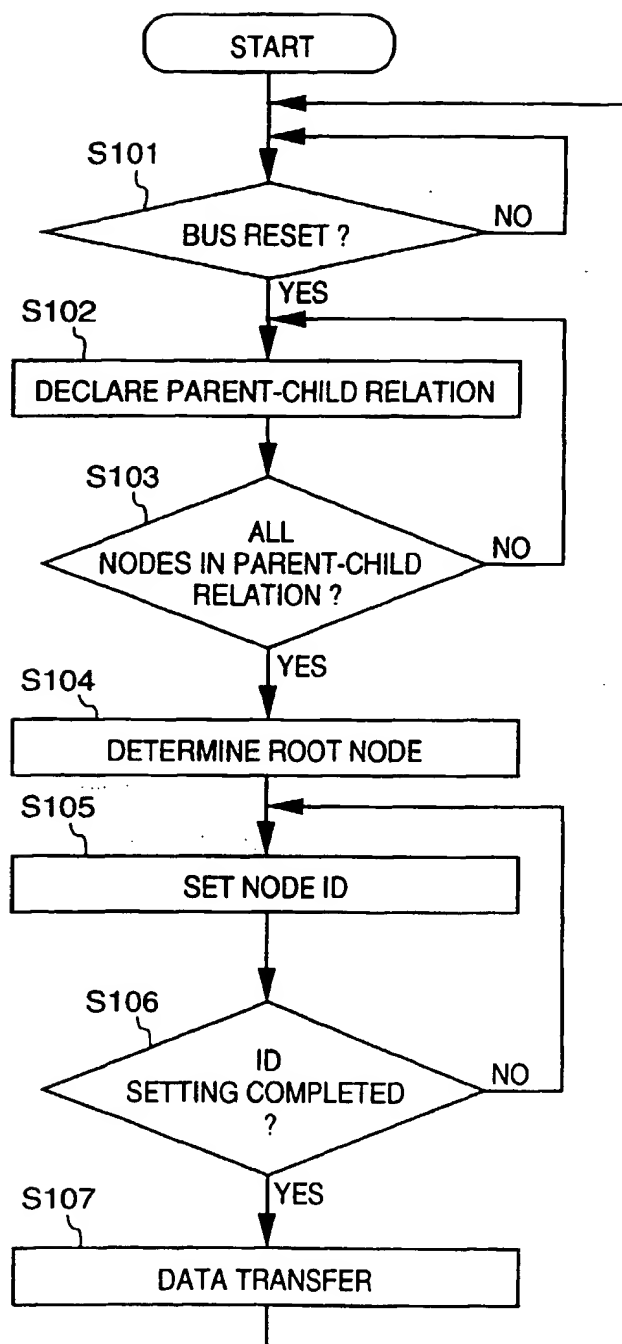 START
S101
BUS RESET ?
NO
YES
S102
DECLARE PARENT-CHILD RELATION
S103
ALL
NODES IN PARENT-CHILD
RELATION ?
NO
YES
S104
DETERMINE ROOT NODE
S105
SET NODE ID
S106
ID
SETTING COMPLETED
?
NO
YES
S107
DATA TRANSFER